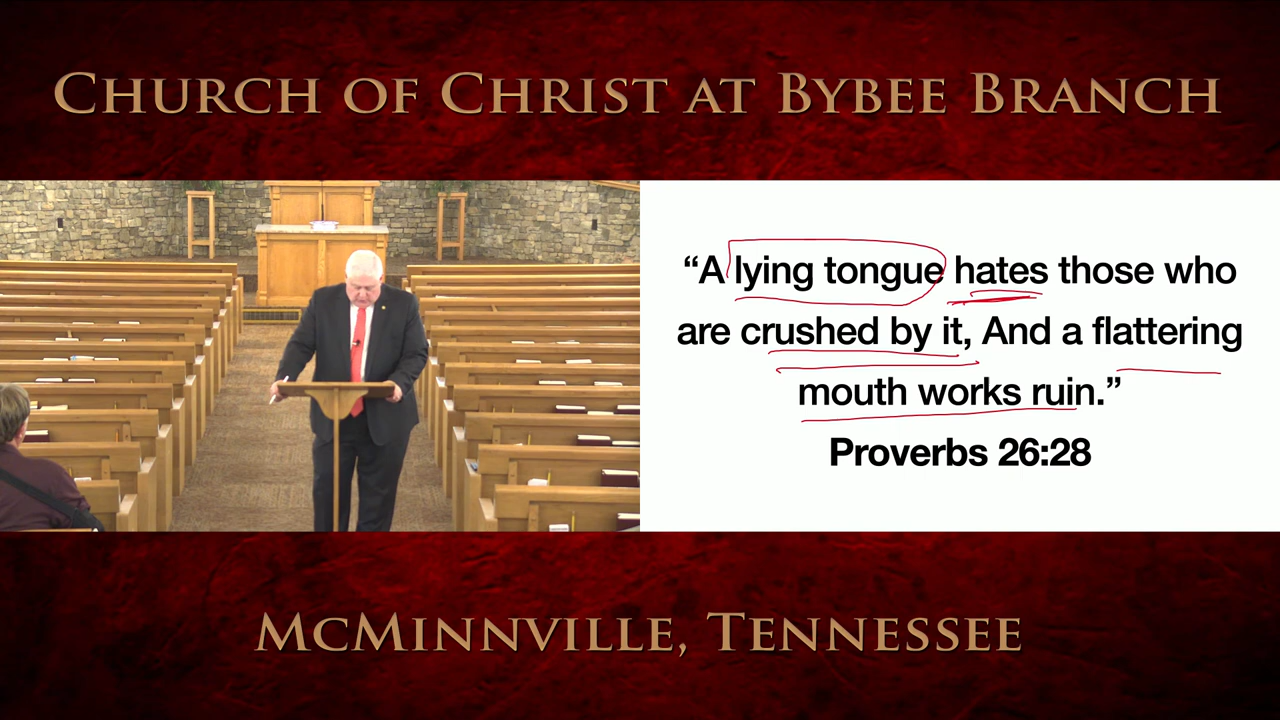 Church of Christ at Bybee Branch
“A lying tongue hates those who
are crushed by it, And a flattering
mouth works ruin.”
Proverbs 26:28
McMinnville, Tennessee